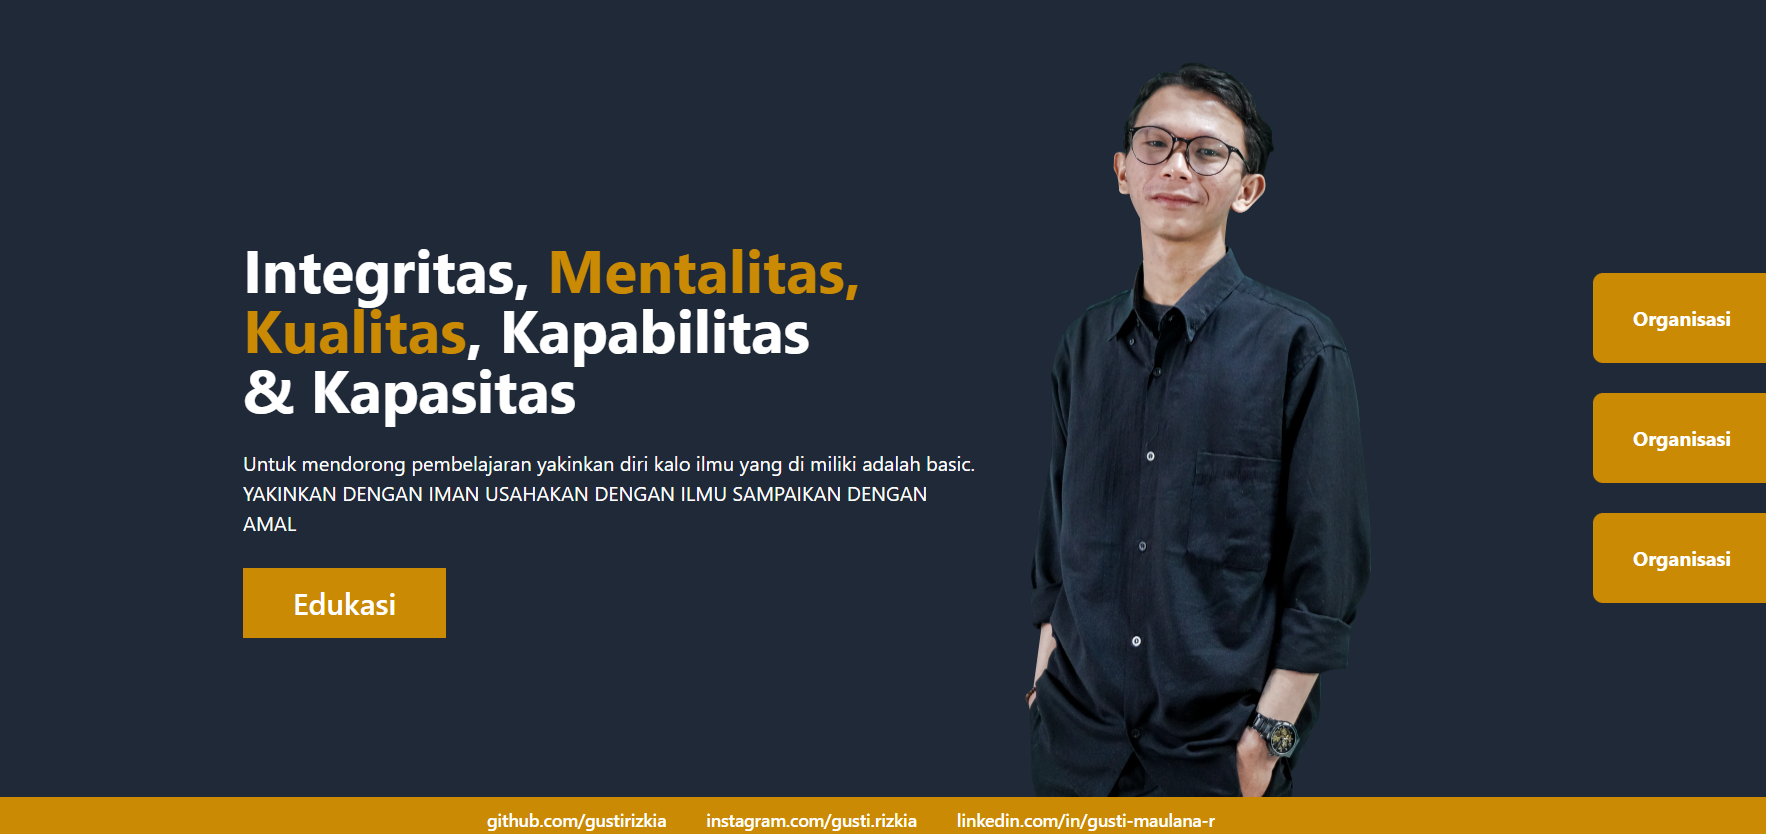 Integritas, Mentalitas,
Kualitas, Kapabilitas
& Kapasitas
Untuk mendorong pembelajaran yakinkan diri kalo ilmu yang di miliki adalah basic.
YAKINKAN DENGAN IMAN USAHAKAN DENGAN ILMU SAMPAIKAN DENGAN
AMAL
Edukasi
Organisasi
Organisasi
Organisasi
github.com/gustirizkia instagram.com/gusti.rizkia linkedin.com/in/gusti-maulana-r